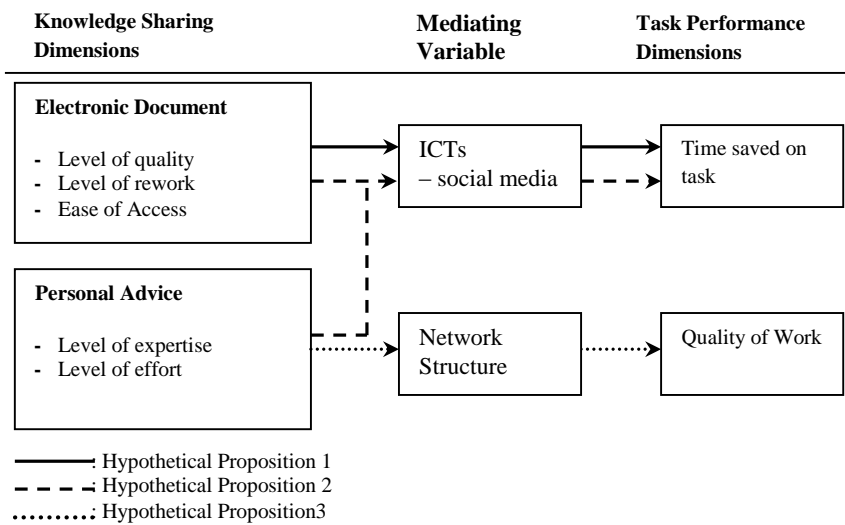 Knowledge Sharing
Dimensions
Mediating
Variable
Task Performance
Dimensions
Electronic Document
- Level of quality
- Level of rework
- Ease of Access
ICTs
– social media
Time saved on
task
Personal Advice
- Level of expertise
- Level of effort
Network
Structure
Quality of Work
: Hypothetical Proposition 1
: Hypothetical Proposition 2
: Hypothetical Proposition3